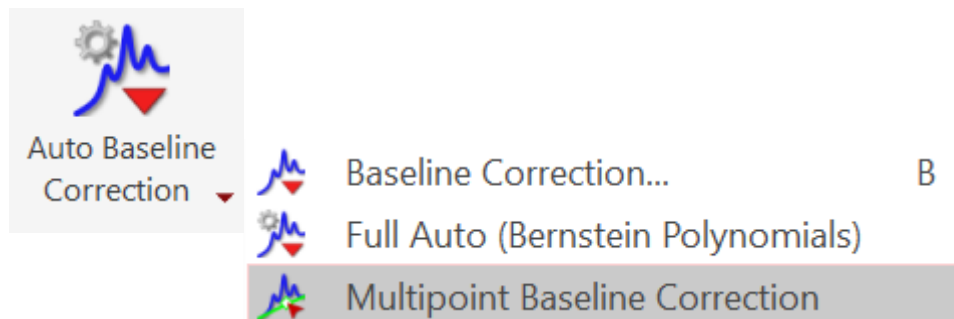 Auto Baseline
Correction
Baseline Correction... B
Full Auto (Bernstein Polynomials)
Multipoint Baseline Correction